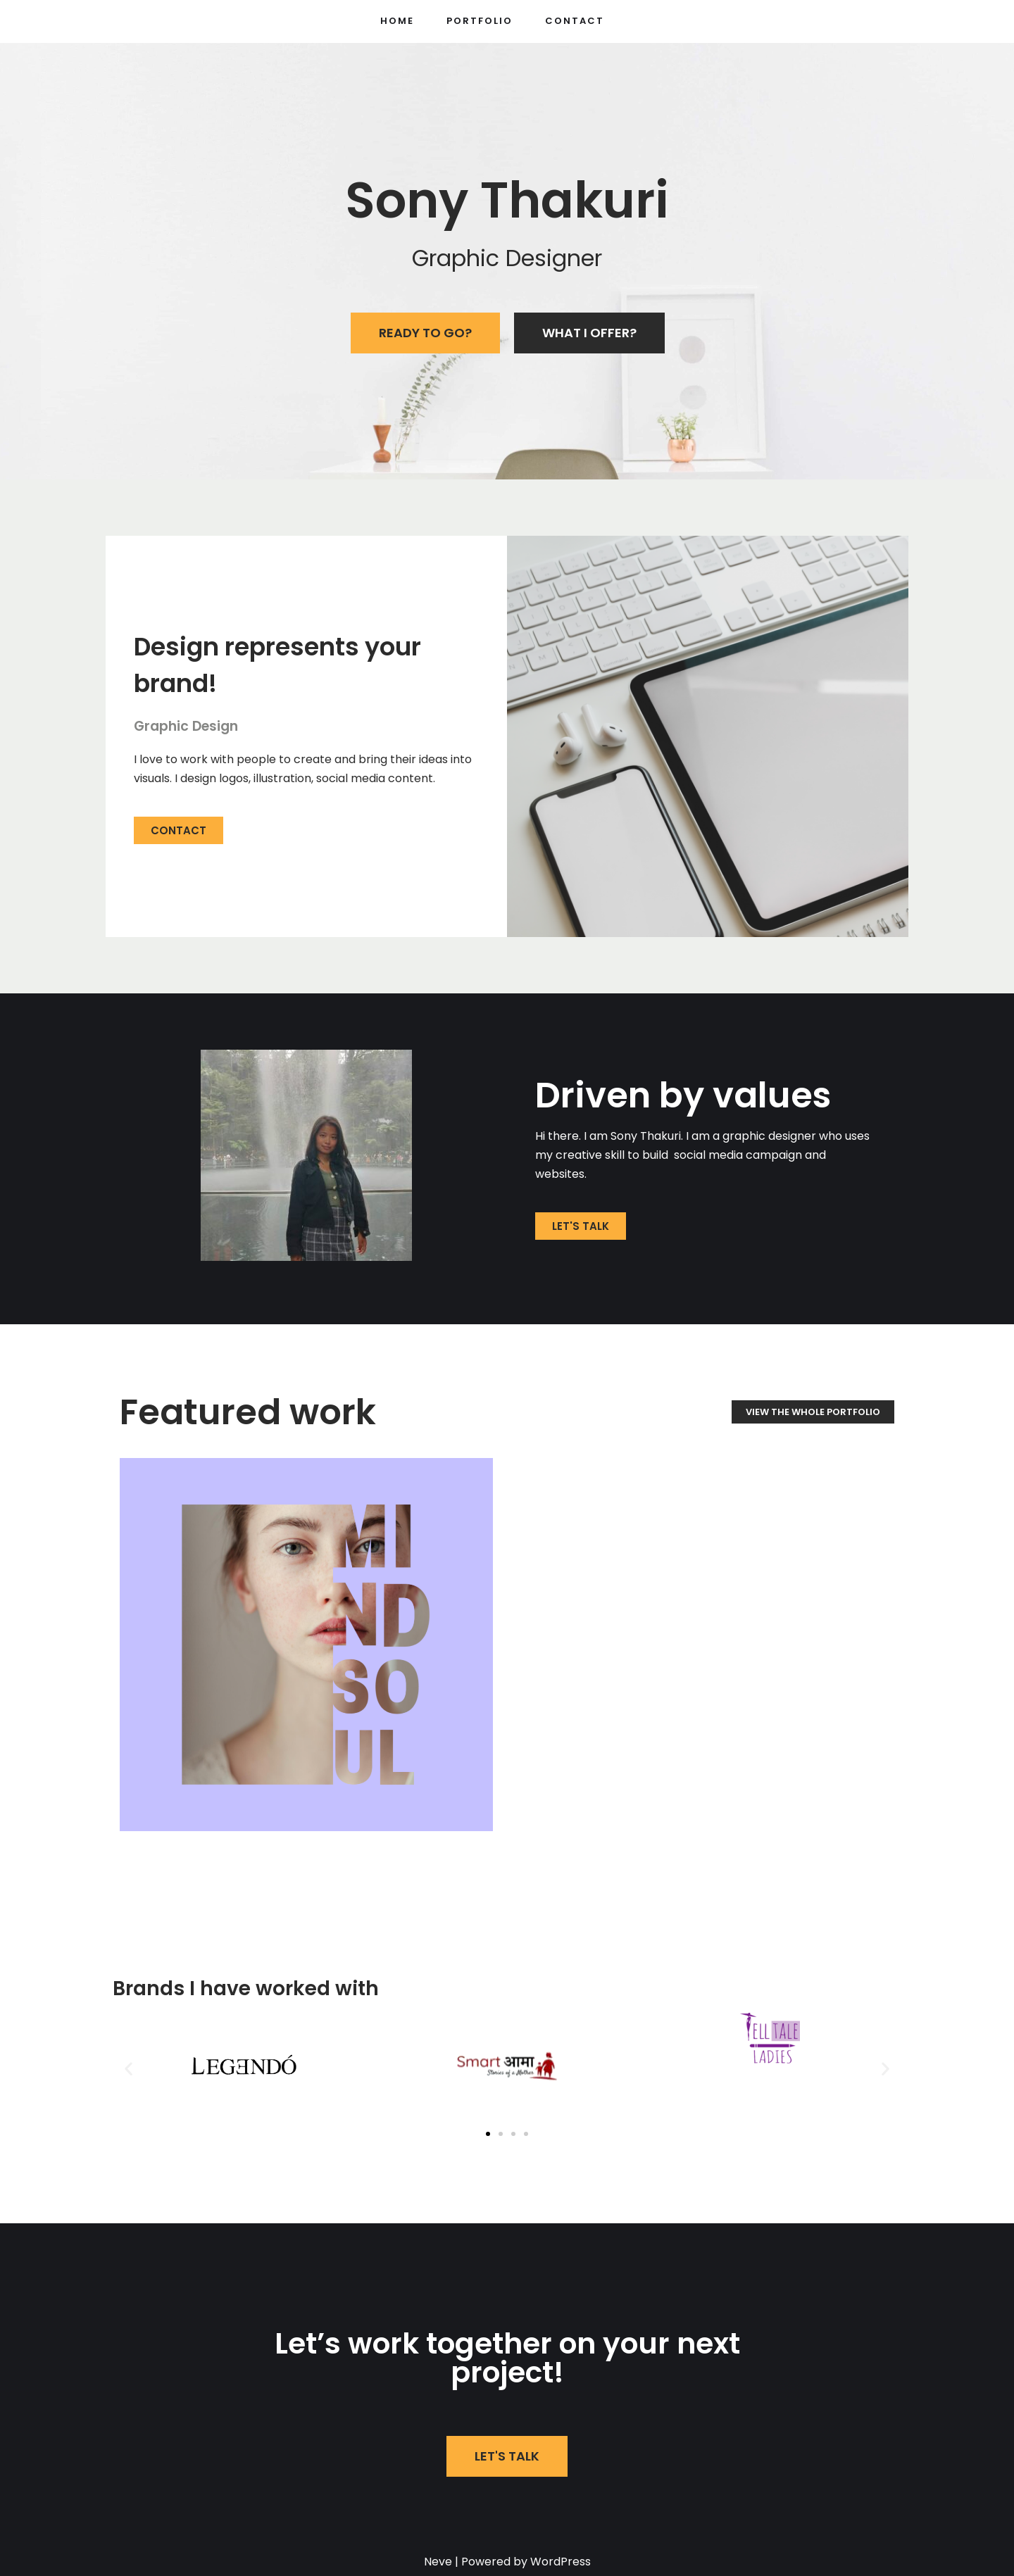 HOME PORTFOLIO CONTACT
Sony Thakuri
Graphic Designer
READY TO GO? WHAT I OFFER?
Design represents your
brand!
Graphic Design
I love to work with people to create and bring their ideas into
visuals. I design logos, illustration, social media content.
CONTACT
Driven by values
Hi there. I am Sony Thakuri. I am a graphic designer who uses
my creative skill to build social media campaign and
websites.
LET'S TALK
Featured work
VIEW THE WHOLE PORTFOLIO
MI
ND
SO
UL
Brands I have worked with
LEGENDÓ
Smart आमा
Stories of a Mother
TELL TALE
LADIES
Let’s work together on your next
project!
LET'S TALK
Neve | Powered by WordPress